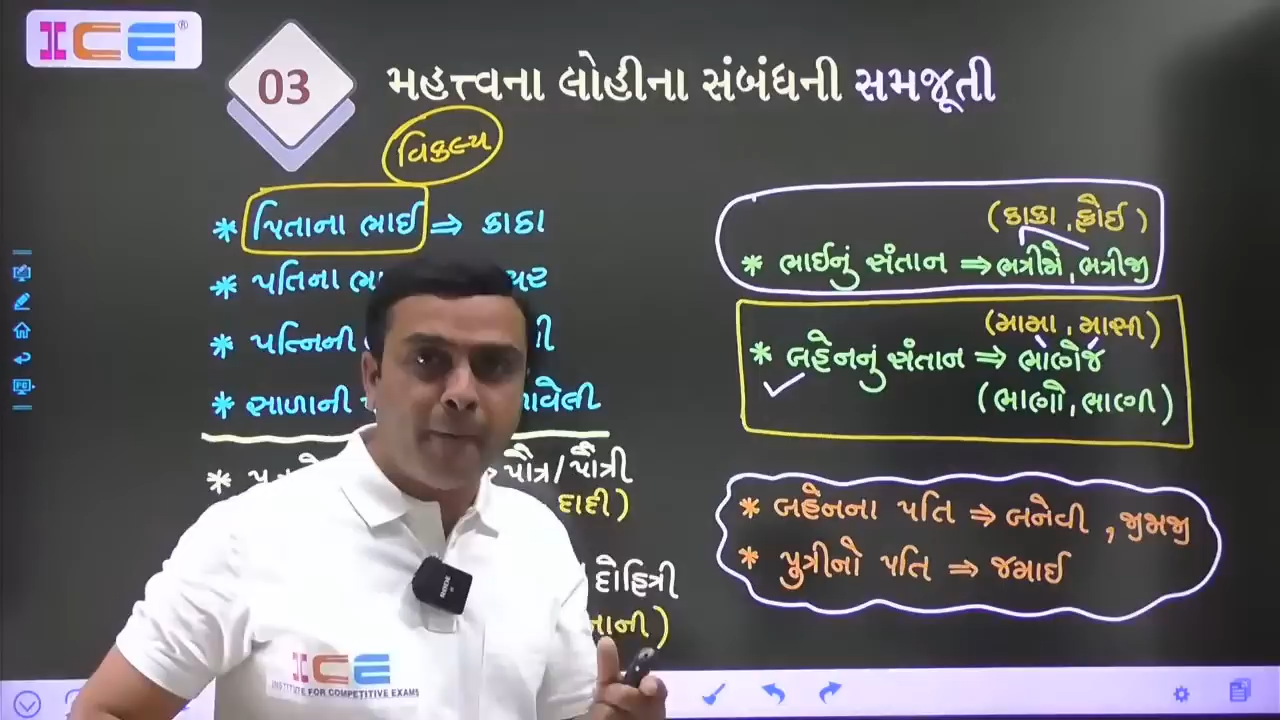 ICE®
03
મહત્ત્વના લોહીના સંબંધની સમજૂતી
વિકલ્પ
* પિતાના ભાઈ ⇒ કાકા
* પતિના
* પત્નિની
* સાળાની
પૌત્ર/પૌત્રી
દાદી)
દોહિત્રી
નાની)
(કાકા, ફોઈ)
* ભાઈનું સંતાન ⇒ ભત્રીજો, ભત્રીજી
(મામા, માસી)
* બહેનનું સંતાન ⇒ ભાણેજ
(ભાણો, ભાણી)
* બહેનના પતિ ⇒ બનેવી, જીમજી
* પુત્રીનો પતિ ⇒ જમાઈ
ICE
INSTITUTE FOR COMPETITIVE EXAMS